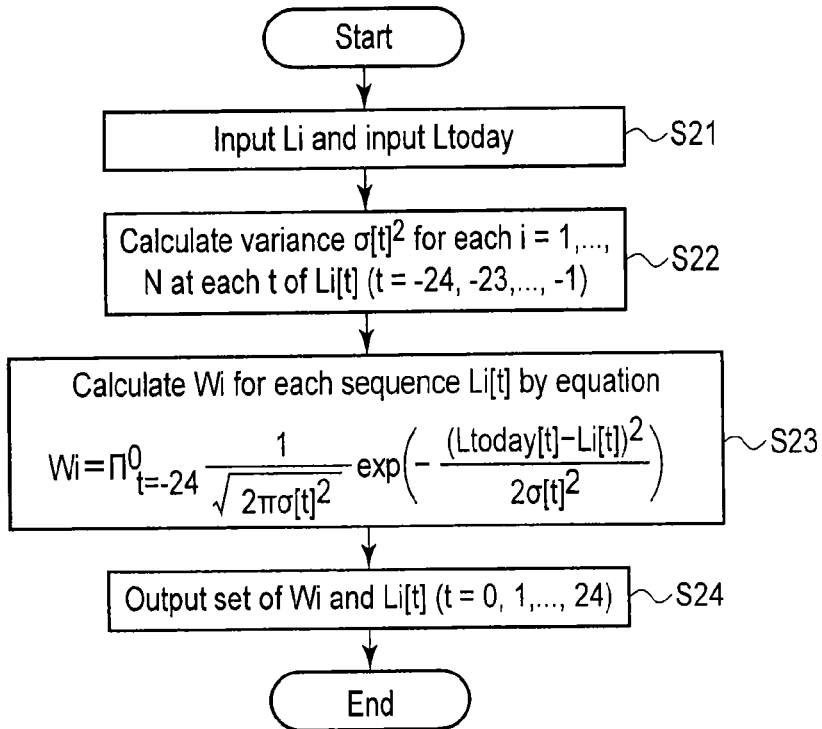 Start
Input Li and input Ltoday
S21
Calculate variance σ[t]² for each i = 1,...,
N at each t of Li[t] (t = -24, -23,..., -1)
S22
Calculate Wi for each sequence Li[t] by equation
Wi=Π⁰ₜ₌₋₂₄ 1/√(2πσ[t]²) exp(- (Ltoday[t]-Li[t])²/2σ[t]²)
S23
Output set of Wi and Li[t] (t = 0, 1,..., 24)
S24
End